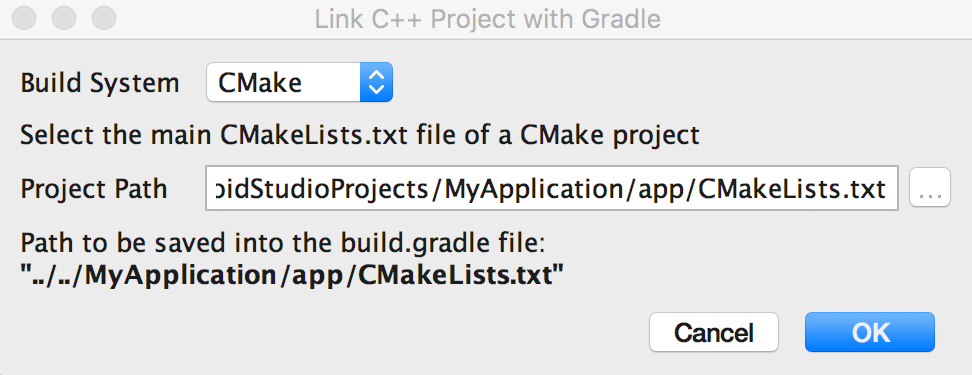 Link C++ Project with Gradle
Build System CMake
Select the main CMakeLists.txt file of a CMake project
Project Path oidStudioProjects/MyApplication/app/CMakeLists.txt ...
Path to be saved into the build.gradle file:
"../../MyApplication/app/CMakeLists.txt"
Cancel OK